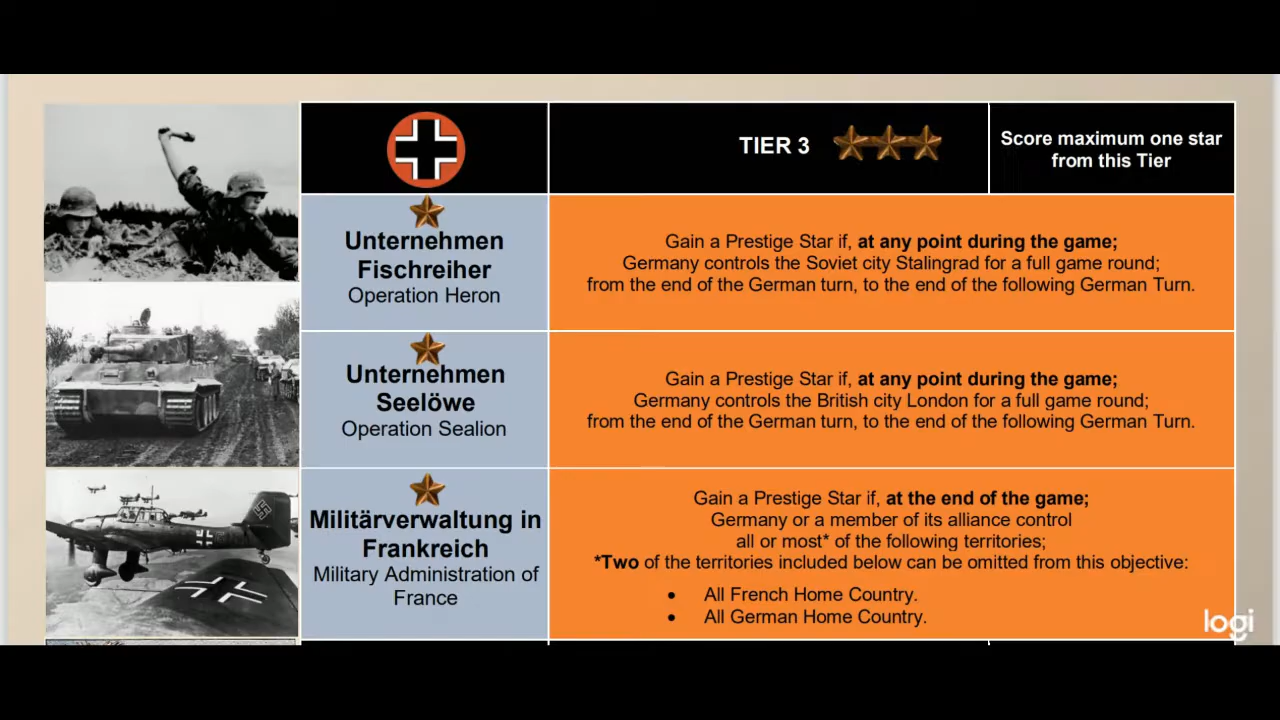 TIER 3
Score maximum one star
from this Tier
Unternehmen
Fischreiher
Operation Heron
Gain a Prestige Star if, at any point during the game;
Germany controls the Soviet city Stalingrad for a full game round;
from the end of the German turn, to the end of the following German Turn.
Unternehmen
Seelöwe
Operation Sealion
Gain a Prestige Star if, at any point during the game;
Germany controls the British city London for a full game round;
from the end of the German turn, to the end of the following German Turn.
Militärverwaltung in
Frankreich
Military Administration of
France
Gain a Prestige Star if, at the end of the game;
Germany or a member of its alliance control
all or most* of the following territories;
*Two of the territories included below can be omitted from this objective:
• All French Home Country.
• All German Home Country.
logi